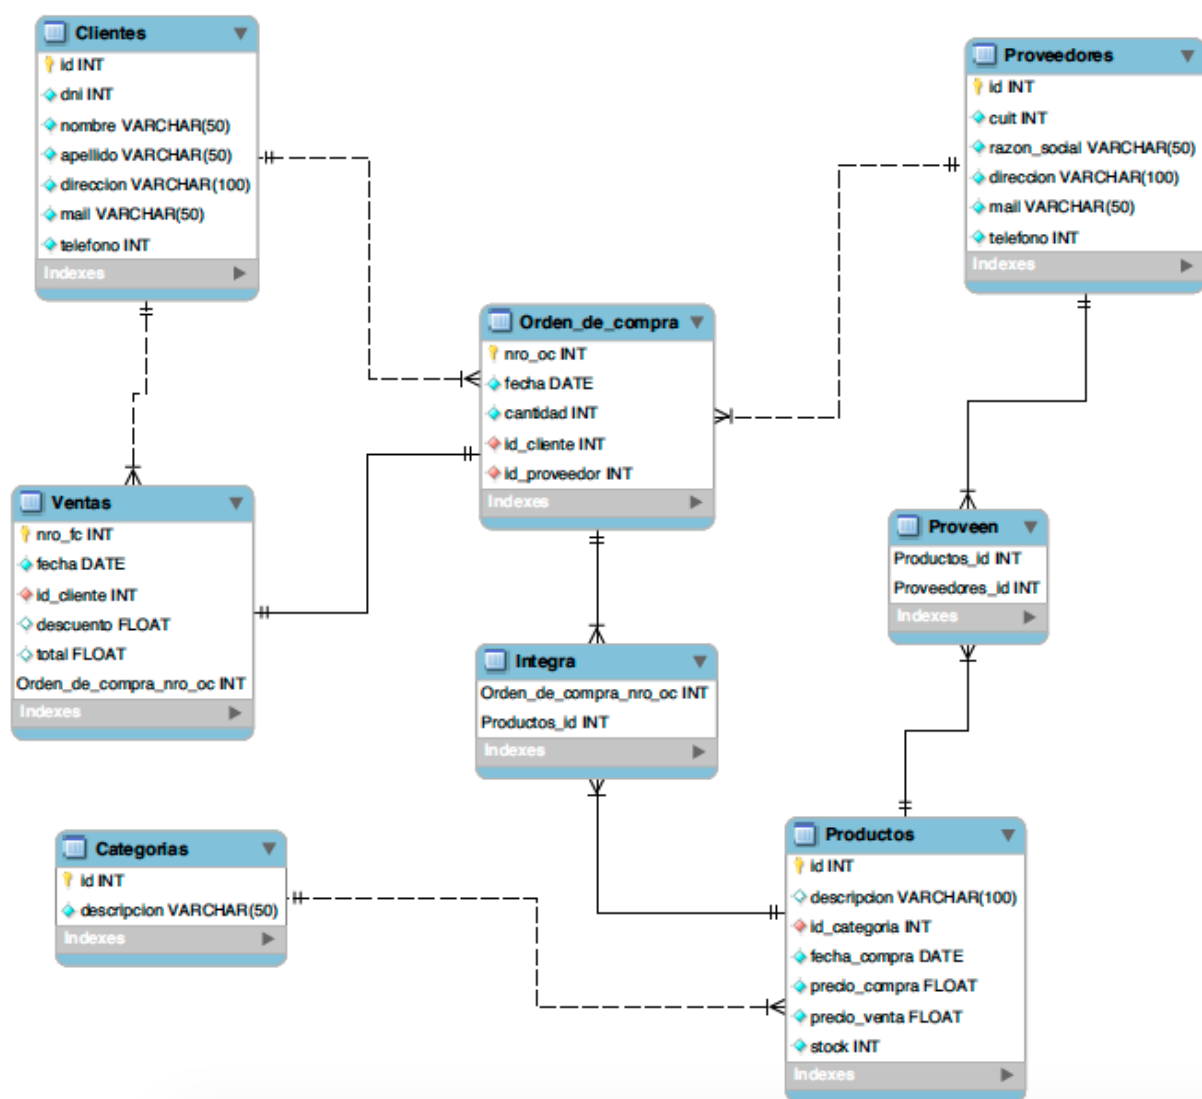 Clientes
id INT
dni INT
nombre VARCHAR(50)
apellido VARCHAR(50)
direccion VARCHAR(100)
mail VARCHAR(50)
telefono INT
Indexes
Proveedores
id INT
cuit INT
razon_social VARCHAR(50)
direccion VARCHAR(100)
mail VARCHAR(50)
telefono INT
Indexes
Orden_de_compra
nro_oc INT
fecha DATE
cantidad INT
id_cliente INT
id_proveedor INT
Indexes
Ventas
nro_fc INT
fecha DATE
id_cliente INT
descuento FLOAT
total FLOAT
Orden_de_compra_nro_oc INT
Indexes
Proveen
Productos_id INT
Proveedores_id INT
Indexes
Integra
Orden_de_compra_nro_oc INT
Productos_id INT
Indexes
Categorias
id INT
descripcion VARCHAR(50)
Indexes
Productos
id INT
descripcion VARCHAR(100)
id_categoria INT
fecha_compra DATE
precio_compra FLOAT
precio_venta FLOAT
stock INT
Indexes